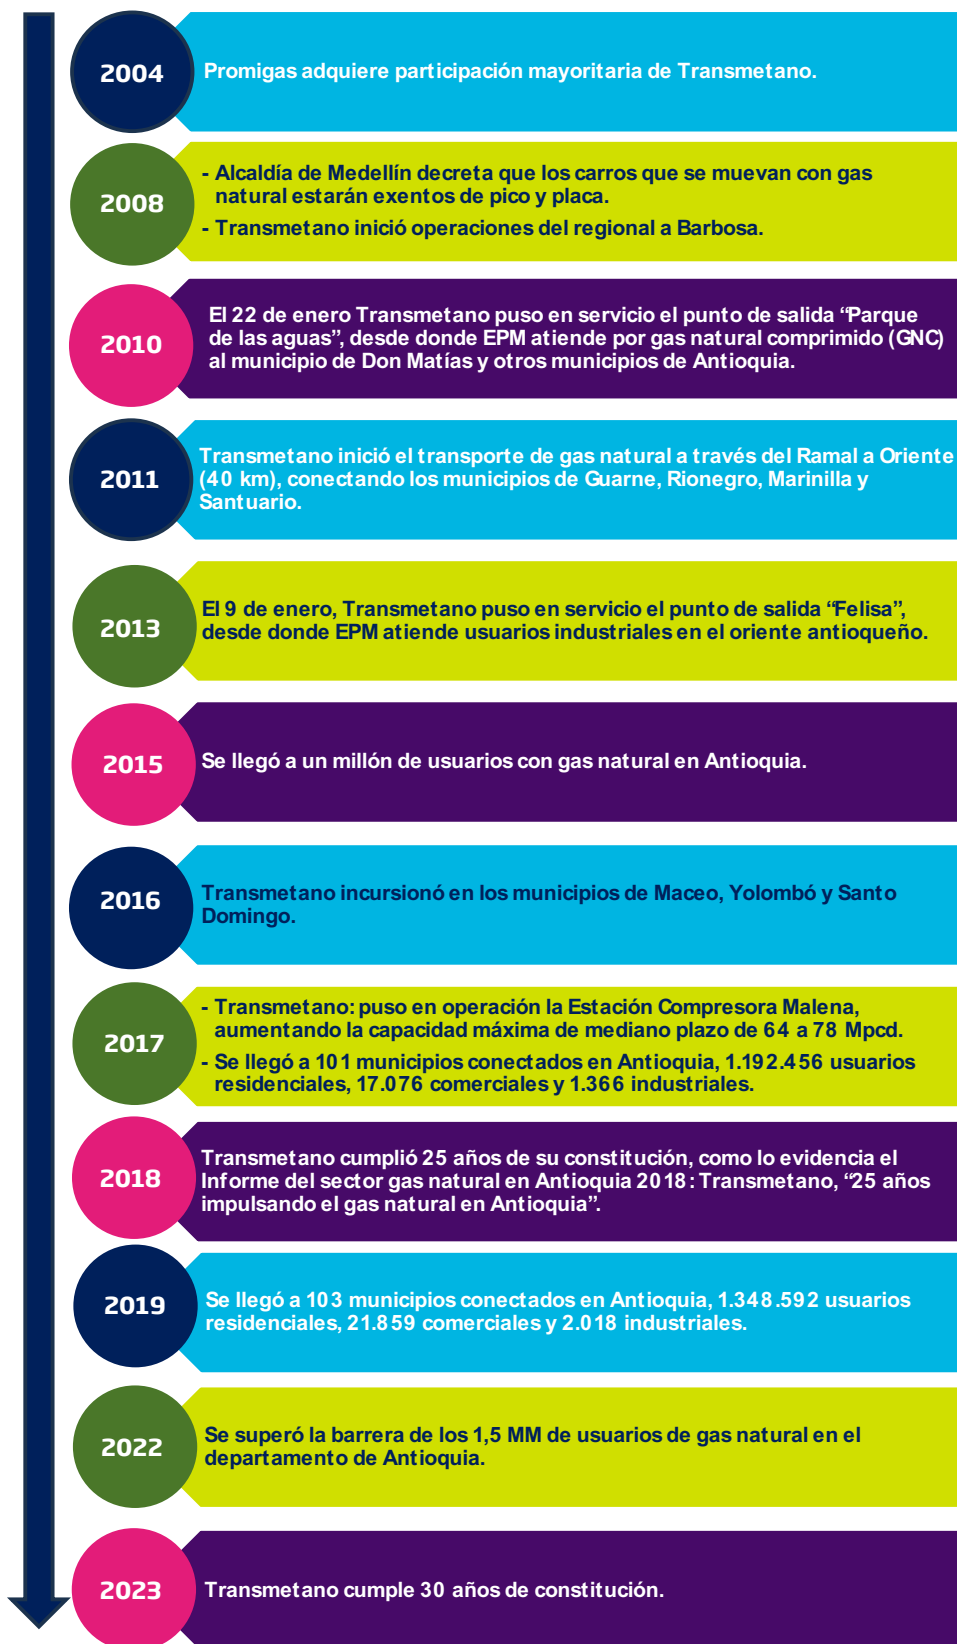 2004
Promigas adquiere participación mayoritaria de Transmetano.
2008
- Alcaldía de Medellín decreta que los carros que se muevan con gas
natural estarán exentos de pico y placa.
- Transmetano inició operaciones del regional a Barbosa.
2010
El 22 de enero Transmetano puso en servicio el punto de salida “Parque
de las aguas”, desde donde EPM atiende por gas natural comprimido (GNC)
al municipio de Don Matías y otros municipios de Antioquia.
2011
Transmetano inició el transporte de gas natural a través del Ramal a Oriente
(40 km), conectando los municipios de Guarne, Rionegro, Marinilla y
Santuario.
2013
El 9 de enero, Transmetano puso en servicio el punto de salida “Felisa”,
desde donde EPM atiende usuarios industriales en el oriente antioqueño.
2015
Se llegó a un millón de usuarios con gas natural en Antioquia.
2016
Transmetano incursionó en los municipios de Maceo, Yolombó y Santo
Domingo.
2017
- Transmetano: puso en operación la Estación Compresora Malena,
aumentando la capacidad máxima de mediano plazo de 64 a 78 Mpcd.
- Se llegó a 101 municipios conectados en Antioquia, 1.192.456 usuarios
residenciales, 17.076 comerciales y 1.366 industriales.
2018
Transmetano cumplió 25 años de su constitución, como lo evidencia el
Informe del sector gas natural en Antioquia 2018: Transmetano, “25 años
impulsando el gas natural en Antioquia”.
2019
Se llegó a 103 municipios conectados en Antioquia, 1.348.592 usuarios
residenciales, 21.859 comerciales y 2.018 industriales.
2022
Se superó la barrera de los 1,5 MM de usuarios de gas natural en el
departamento de Antioquia.
2023
Transmetano cumple 30 años de constitución.